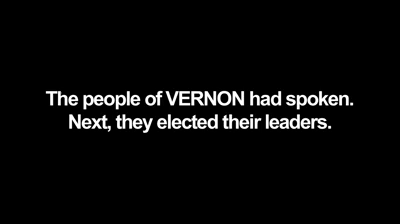 The people of VERNON had spoken.
Next, they elected their leaders.